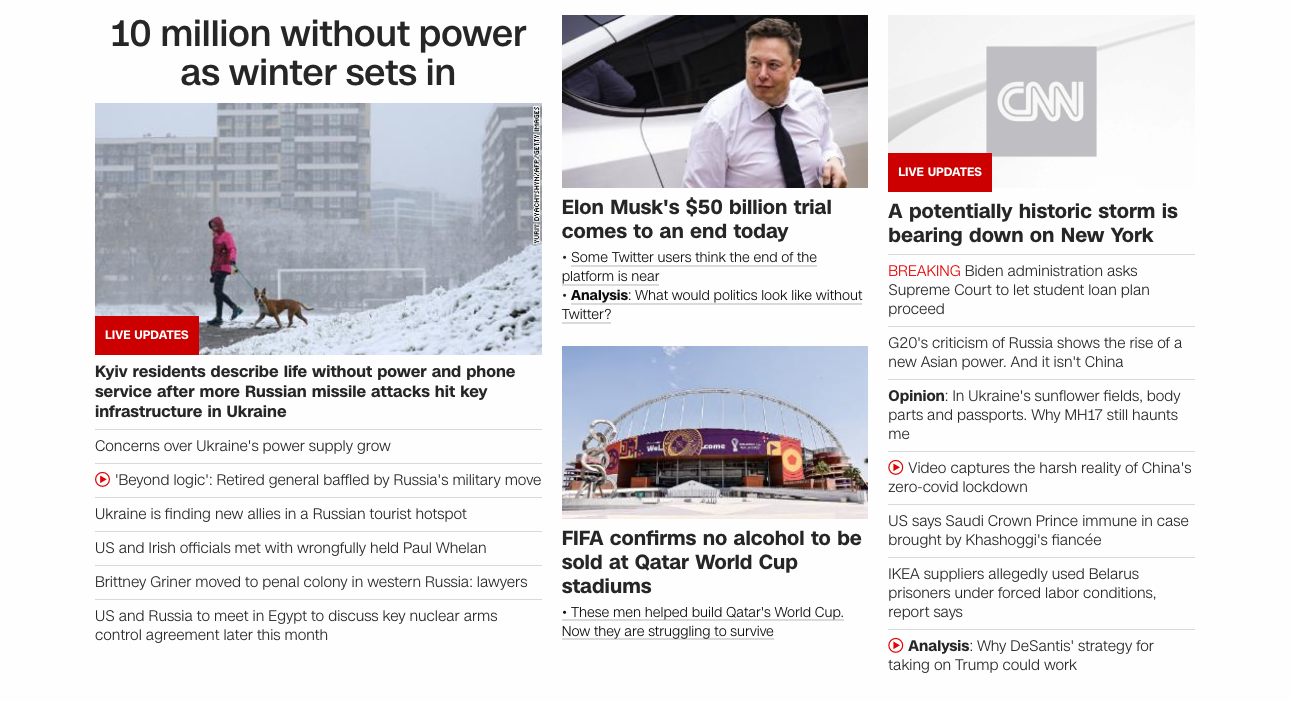 10 million without power
as winter sets in
YURIY DYACHYSHYN/AFP/GETTY IMAGES
LIVE UPDATES
Kyiv residents describe life without power and phone
service after more Russian missile attacks hit key
infrastructure in Ukraine
Concerns over Ukraine's power supply grow
'Beyond logic': Retired general baffled by Russia's military move
Ukraine is finding new allies in a Russian tourist hotspot
US and Irish officials met with wrongfully held Paul Whelan
Brittney Griner moved to penal colony in western Russia: lawyers
US and Russia to meet in Egypt to discuss key nuclear arms
control agreement later this month
Elon Musk's $50 billion trial
comes to an end today
• Some Twitter users think the end of the
platform is near
• Analysis: What would politics look like without
Twitter?
WeL come
FIFA confirms no alcohol to be
sold at Qatar World Cup
stadiums
• These men helped build Qatar's World Cup.
Now they are struggling to survive
CNN
LIVE UPDATES
A potentially historic storm is
bearing down on New York
BREAKING Biden administration asks
Supreme Court to let student loan plan
proceed
G20's criticism of Russia shows the rise of a
new Asian power. And it isn't China
Opinion: In Ukraine's sunflower fields, body
parts and passports. Why MH17 still haunts
me
Video captures the harsh reality of China's
zero-covid lockdown
US says Saudi Crown Prince immune in case
brought by Khashoggi's fiancée
IKEA suppliers allegedly used Belarus
prisoners under forced labor conditions,
report says
Analysis: Why DeSantis' strategy for
taking on Trump could work